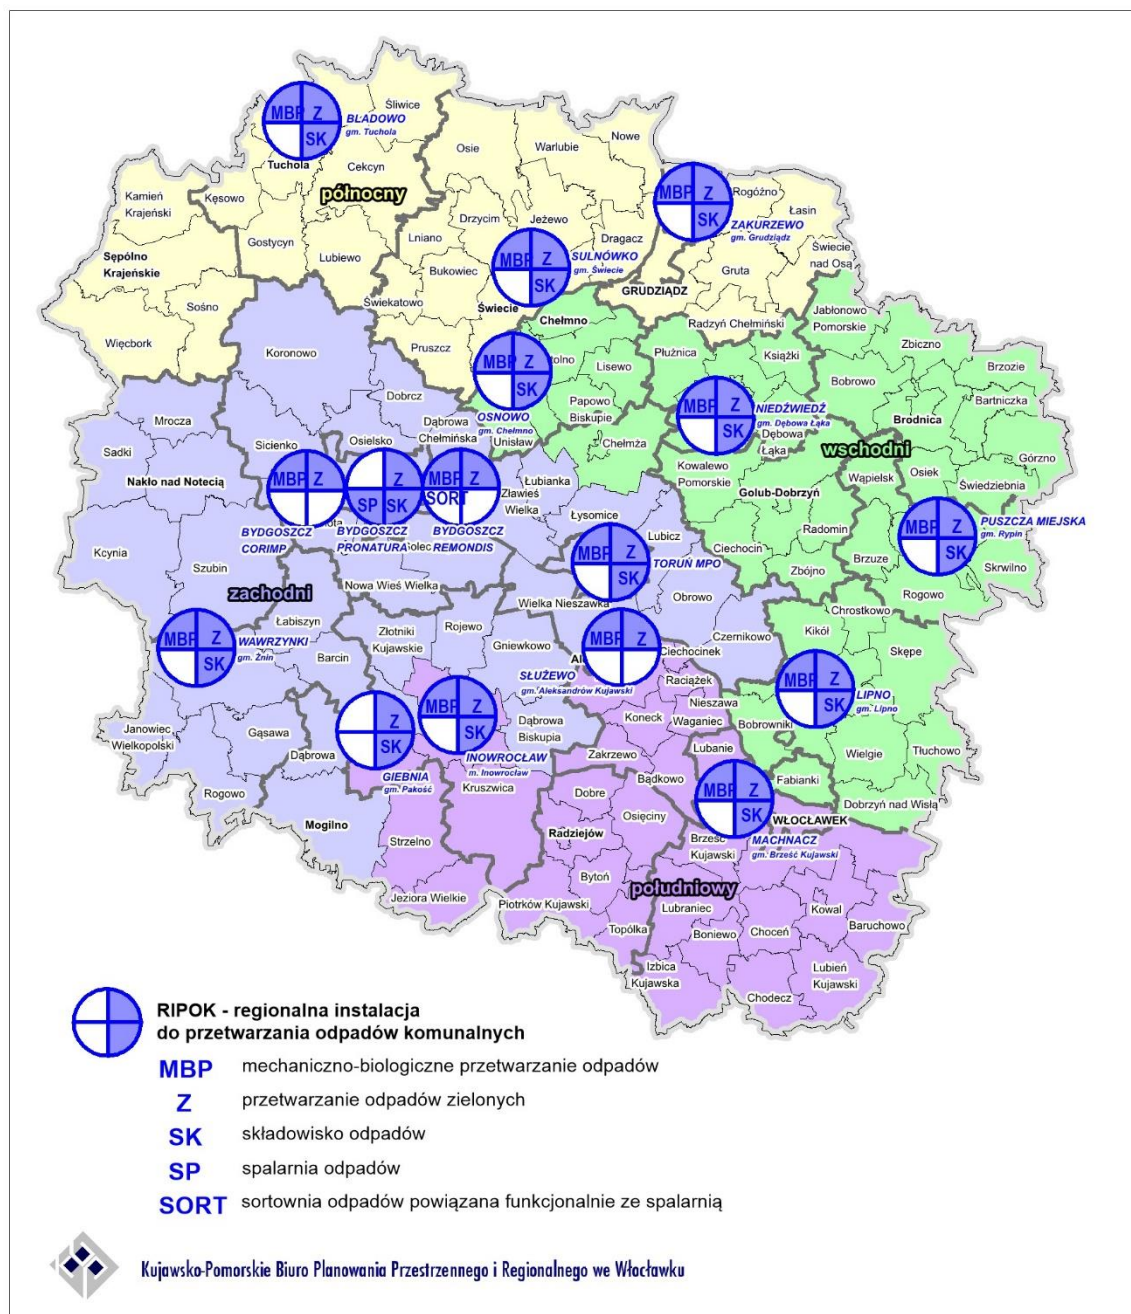 MBP Z
SK
BŁADOWO
gm. Tuchola
Śliwice
Tuchola
Cekcyn
Osie
Warlubie
Nowe
Kamień
Krajeński
Kęsowo
północny
MBP Z
SK
Rogóźno
Łasin
ZAKURZEWO
gm. Grudziądz
Drzycim
Jeżewo
Dragacz
Gostycyn
Lniano
Lubiewo
MBP Z
SK
SULNÓWKO
gm. Świecie
Świecie
nad Osą
Sępólno
Krajeńskie
Bukowiec
Gruta
GRUDZIĄDZ
Sośno
Świekatowo
Świecie
Chełmno
Radzyń Chełmiński
Jabłonowo
Pomorskie
Więcbork
Pruszcz
Koronowo
MBP Z
SK
tolno
Lisewo
Płużnica
Książki
Zbiczno
Brzozie
Bobrowo
Bartniczka
Dobrcz
OSNOWO
gm. Chełmno
Papowo
Biskupie
MBP Z
SK
NIEDŹWIEDŹ
gm. Dębowa Łąka
Dębowa
Łąka
Brodnica
Mrocza
Dąbrowa
Chełmińska
Unisław
Chełmża
wschodni
Sadki
Sicienko
Osielsko
Górzno
Kowalewo
Pomorskie
Wąpielsk
Osiek
Świedziebnia
Nakło nad Notecią
MBP Z
Z
SP SK
MBP Z
SORT
Łubianka
Zławieś
Wielka
Golub-Dobrzyń
Łysomice
Radomin
MBP Z
SK
PUSZCZA MIEJSKA
gm. Rypin
BYDGOSZCZ
CORIMP
BYDGOSZCZ
PRONATURA
BYDGOSZCZ
REMONDIS
olec
Lubicz
Ciechocin
Brzuze
Kcynia
Szubin
MBP Z
SK
TORUŃ MPO
Zbójno
Skrwilno
zachodni
Nowa Wieś Wielka
Obrowo
Rogowo
Wielka Nieszawka
Chrostkowo
Łabiszyn
MBP Z
SK
WAWRZYNKI
gm. Żnin
Złotniki
Kujawskie
Rojewo
Gniewkowo
MBP Z
Czernikowo
Kikół
Barcin
Ciechocinek
Skępe
SŁUŻEWO
gm. Aleksandrów Kujawski
Raciążek
MBP Z
SK
LIPNO
gm. Lipno
Nieszawa
Janowiec
Wielkopolski
Gąsawa
Dąbrowa
Z
SK
MBP Z
SK
Dąbrowa
Biskupia
Koneck
Waganiec
Bobrowniki
Tłuchowo
Zakrzewo
Lubanie
Wielgie
INOWROCŁAW
m. Inowrocław
GIEBNIA
gm. Pakość
Bądkowo
Fabianki
Rogowo
Kruszwica
Dobre
MBP Z
SK
Dobrzyń nad Wisłą
Mogilno
Osięciny
WŁOCŁAWEK
Strzelno
Radziejów
Brześć
Kujawski
MACHNACZ
gm. Brześć Kujawski
Bytoń
południowy
Jeziora Wielkie
Piotrków Kujawski
Lubraniec
Kowal
Baruchowo
Topólka
Boniewo
Choceń
Izbica
Kujawska
Lubień
Kujawski
Chodecz
RIPOK - regionalna instalacja
do przetwarzania odpadów komunalnych
MBP mechaniczno-biologiczne przetwarzanie odpadów
Z przetwarzanie odpadów zielonych
SK składowisko odpadów
SP spalarnia odpadów
SORT sortownia odpadów powiązana funkcjonalnie ze spalarnią
Kujawsko-Pomorskie Biuro Planowania Przestrzennego i Regionalnego we Włocławku